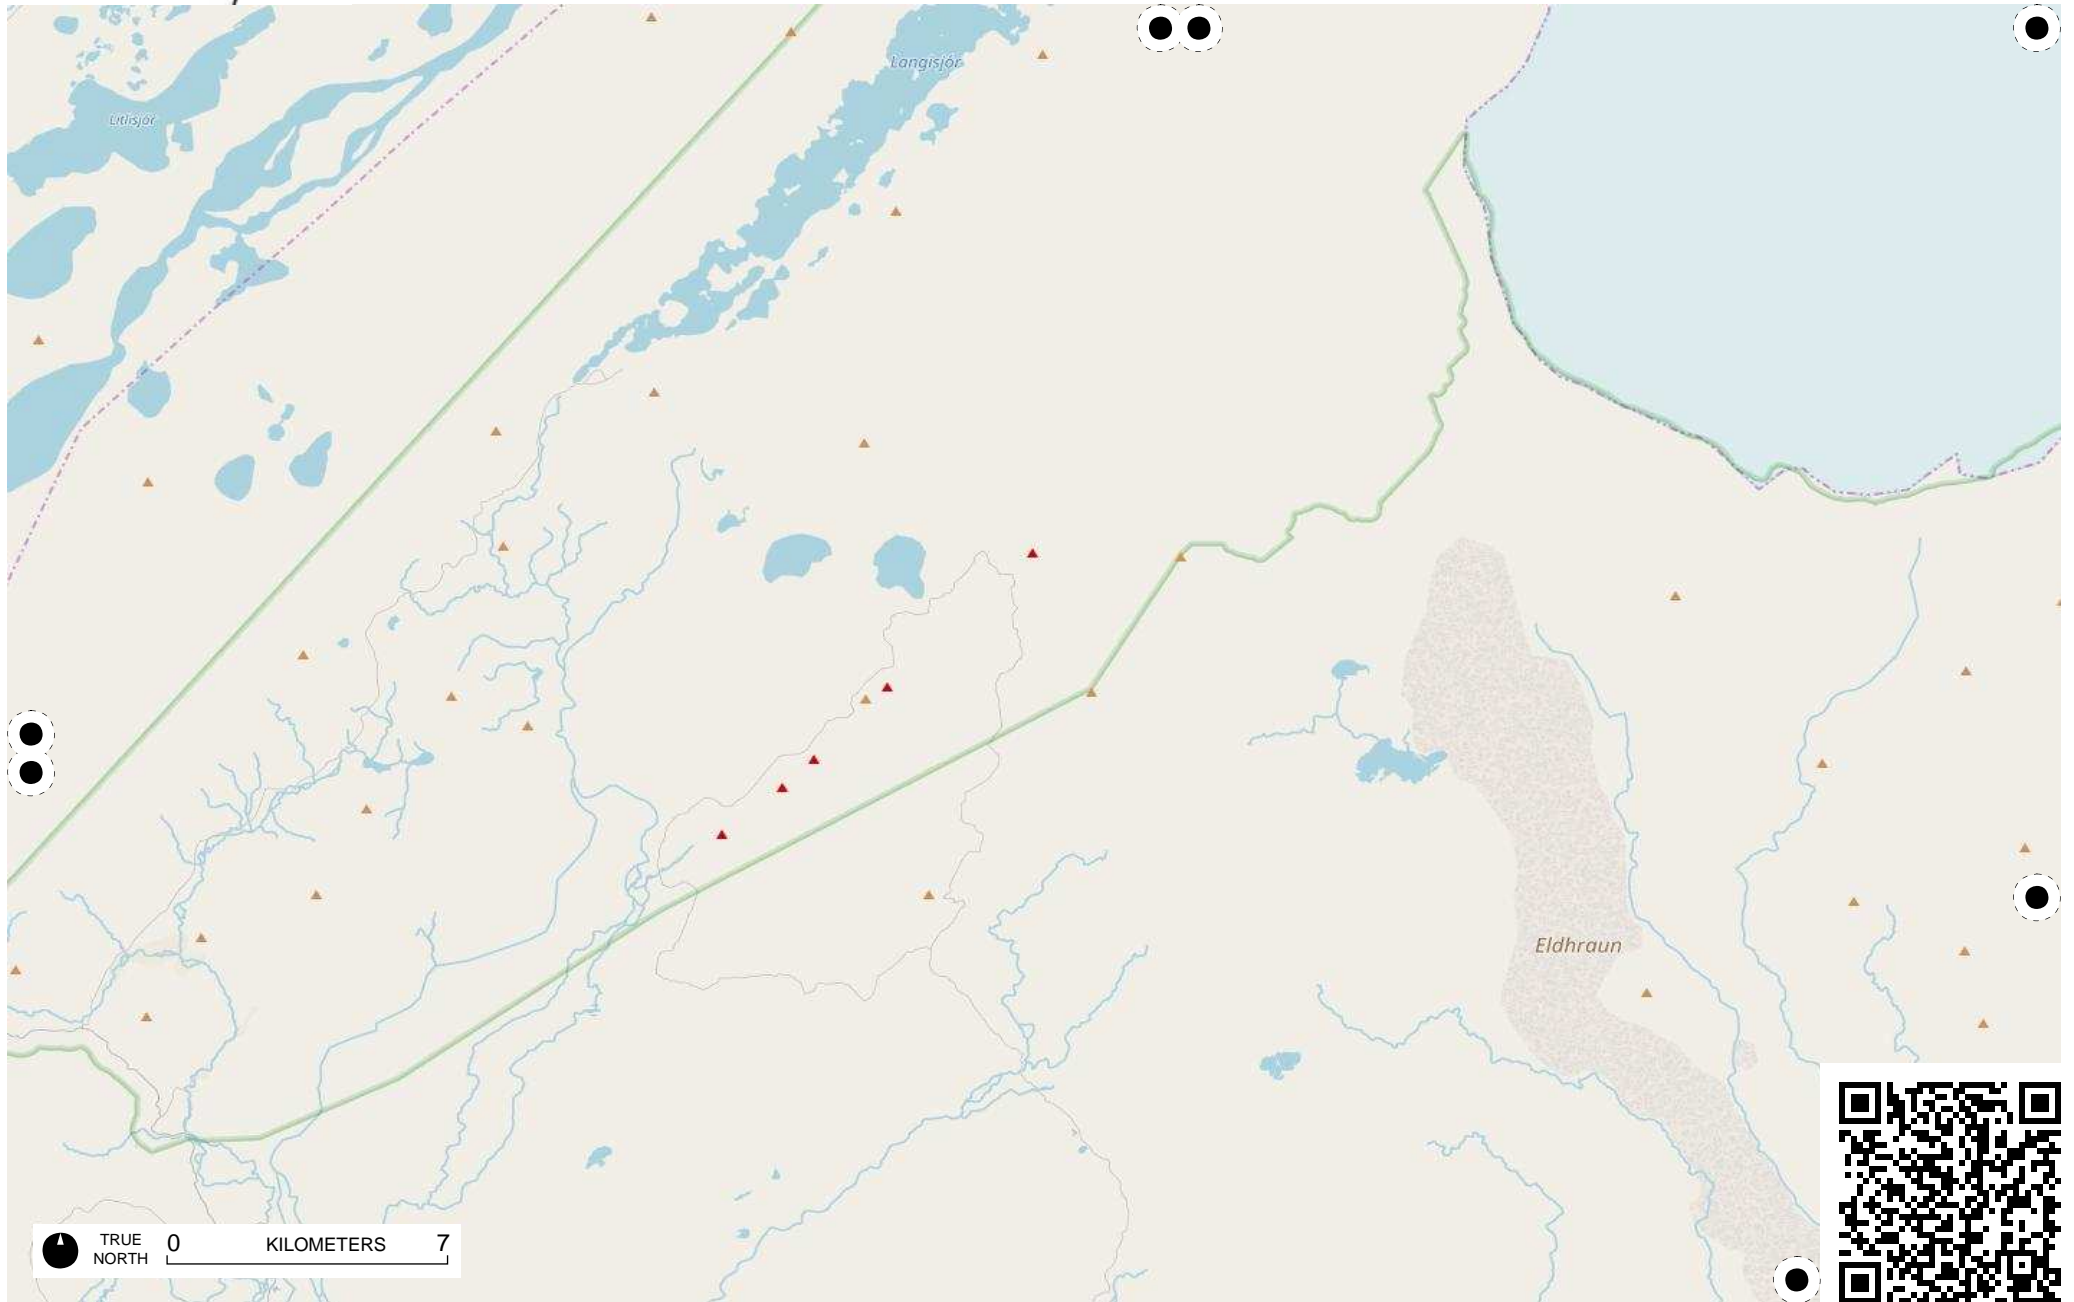 Langisjór
Litlisjór
Eldhraun
TRUE
NORTH
0 KILOMETERS 7